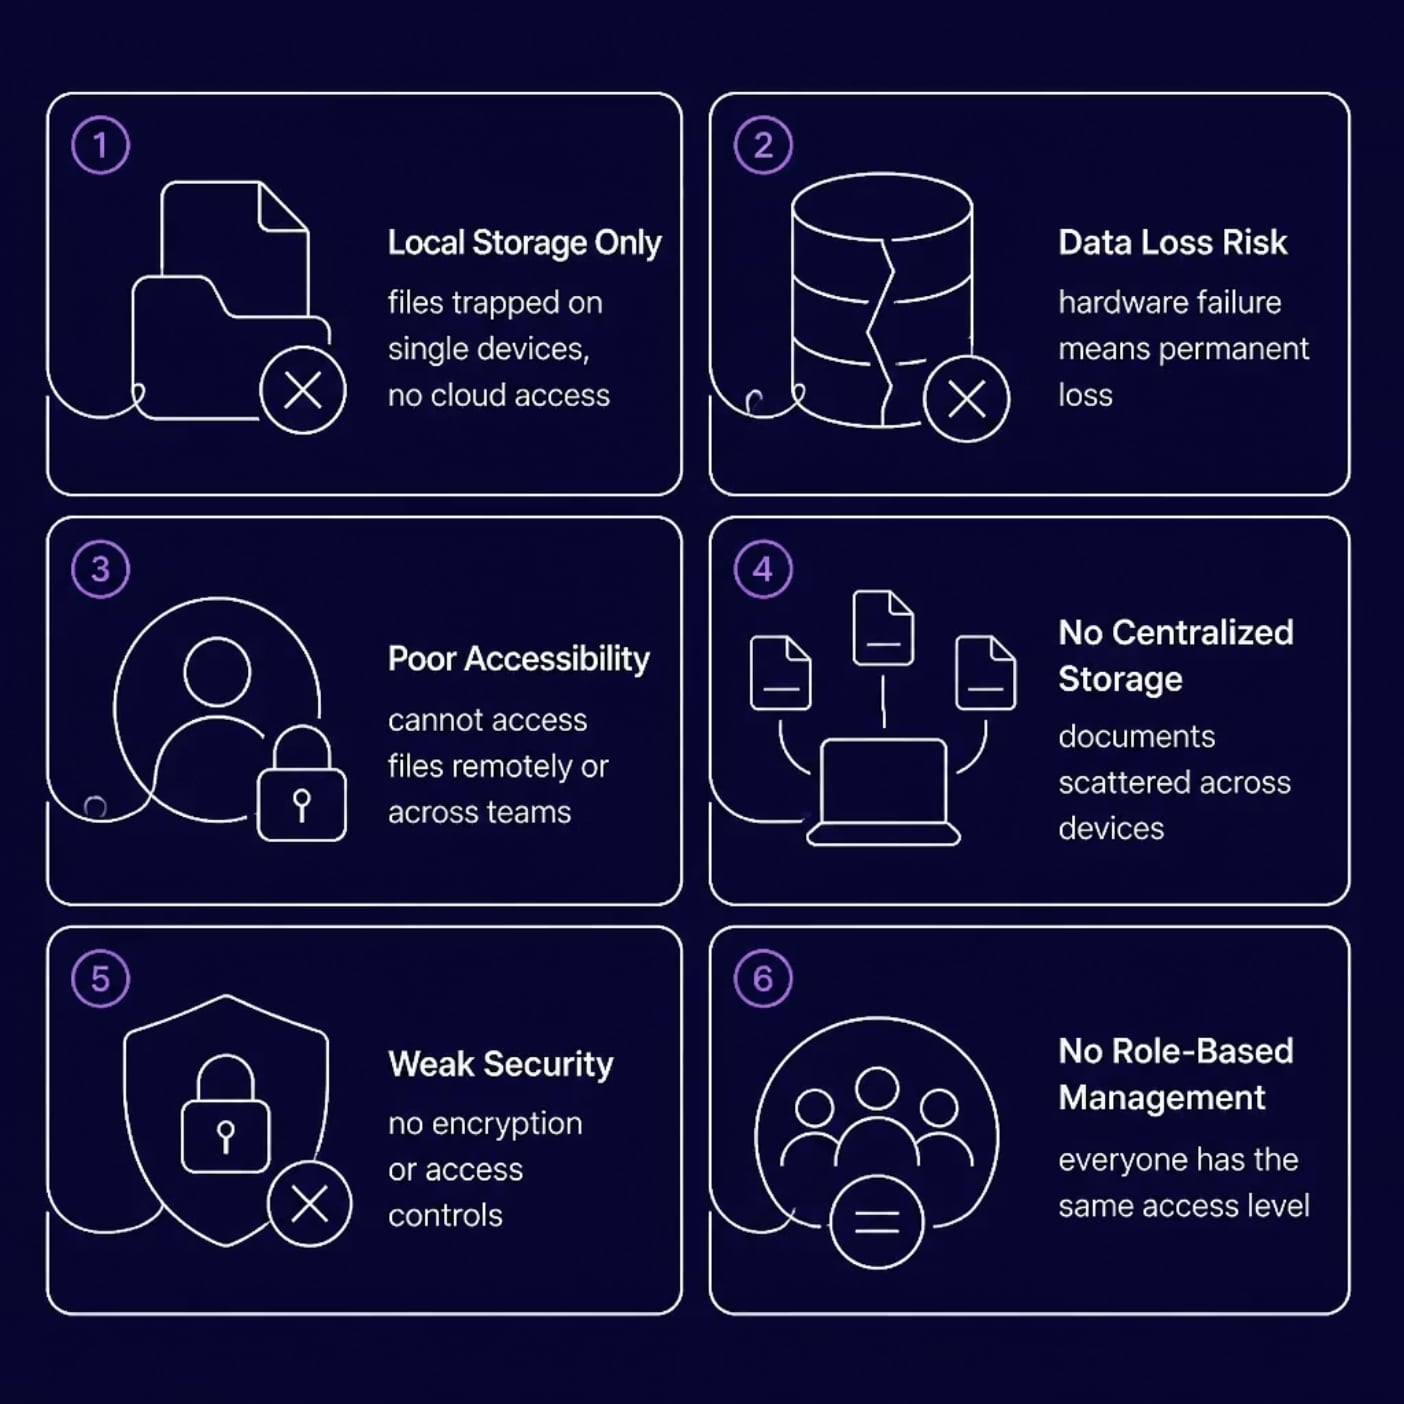 1
Local Storage Only
files trapped on
single devices,
no cloud access
2
Data Loss Risk
hardware failure
means permanent
loss
3
Poor Accessibility
cannot access
files remotely or
across teams
4
No Centralized
Storage
documents
scattered across
devices
5
Weak Security
no encryption
or access
controls
6
No Role-Based
Management
everyone has the
same access level